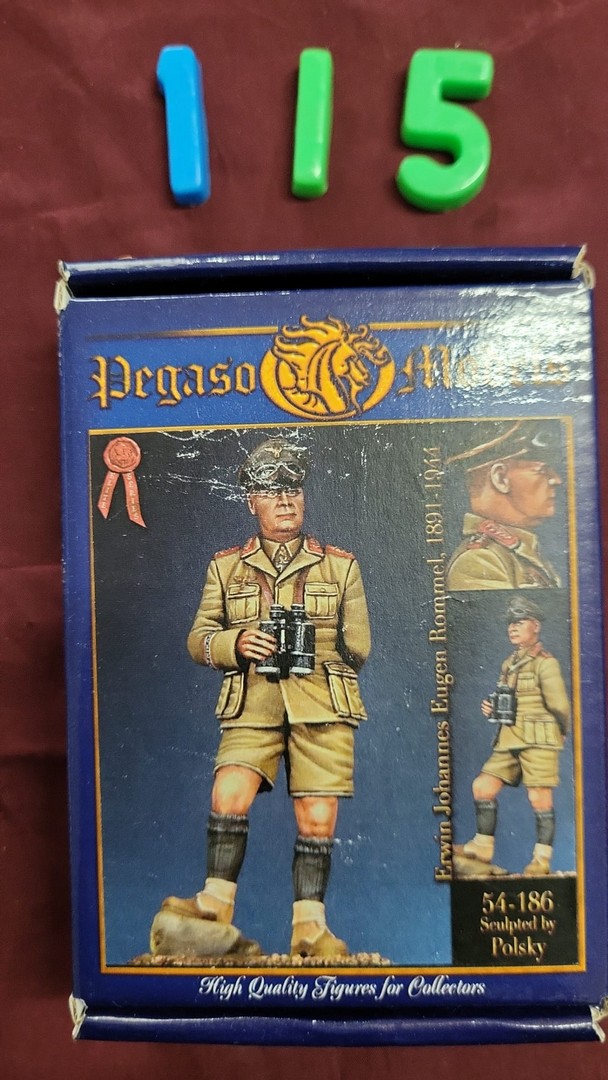 115
Pegaso Models
Erwin Johannes Eugen Rommel, 1891-1944
54-186
Sculpted by
Polsky
High Quality Figures for Collectors